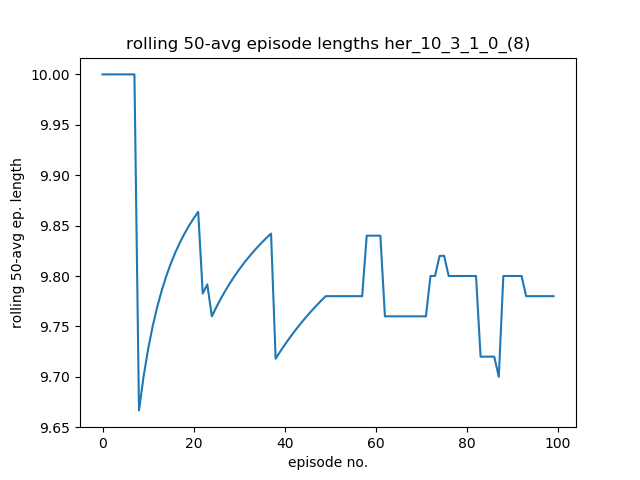 rolling 50-avg episode lengths her_10_3_1_0_(8)
rolling 50-avg ep. length
10.00
9.95
9.90
9.85
9.80
9.75
9.70
9.65
0 20 40 60 80 100
episode no.